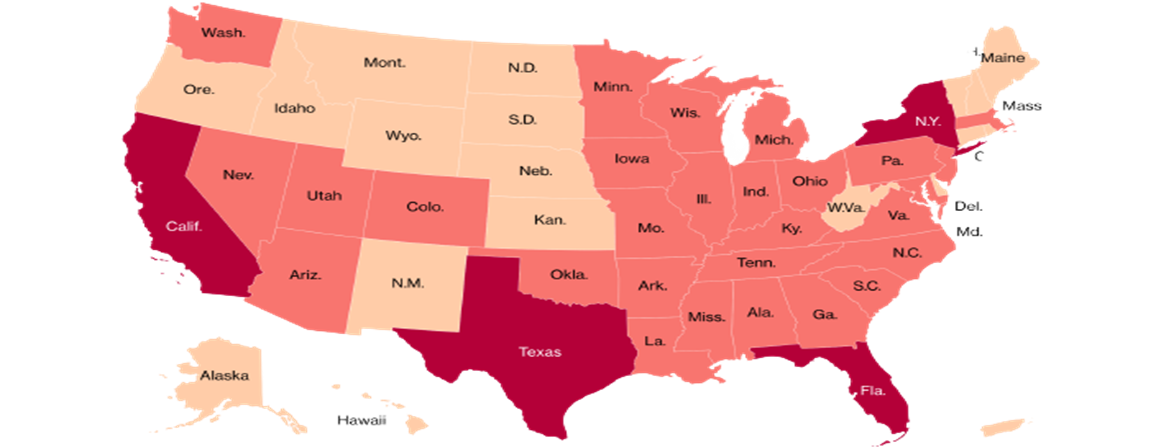 Wash.
Mont.
N.D.
Minn.
H.
Maine
Ore.
Idaho
S.D.
Wis.
Mich.
N.Y.
Mass
Wyo.
Neb.
Iowa
Pa.
C
Nev.
Utah
Colo.
Kan.
Mo.
Ill.
Ind.
Ohio
W.Va.
Va.
Ky.
Del.
Md.
Calif.
Ariz.
N.M.
Okla.
Ark.
Tenn.
N.C.
S.C.
Miss.
Ala.
Ga.
La.
Texas
Fla.
Alaska
Hawaii